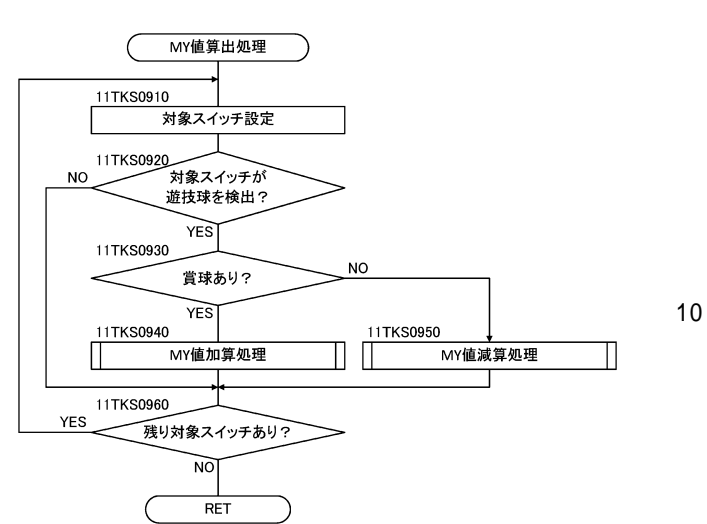 MY値算出処理
11TKS0910
対象スイッチ設定
11TKS0920
対象スイッチが
遊技球を検出？
NO
YES
11TKS0930
賞球あり？
NO
YES
11TKS0940
MY値加算処理
11TKS0950
MY値減算処理
10
11TKS0960
残り対象スイッチあり？
YES
NO
RET